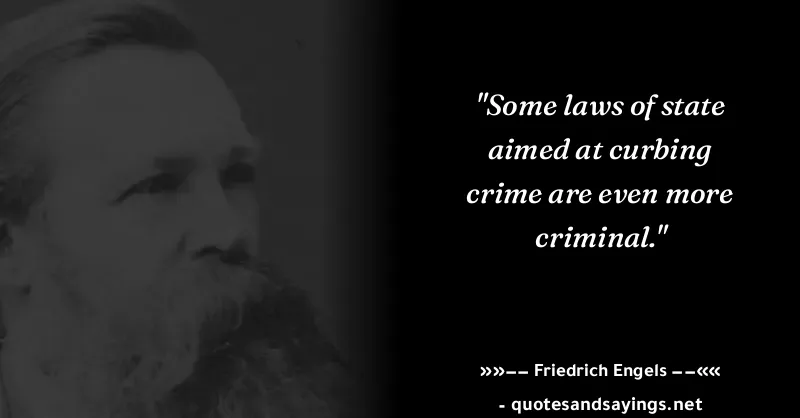 "Some laws of state
aimed at curbing
crime are even more
criminal."
»»−− Friedrich Engels −−««
- quotesandsayings.net